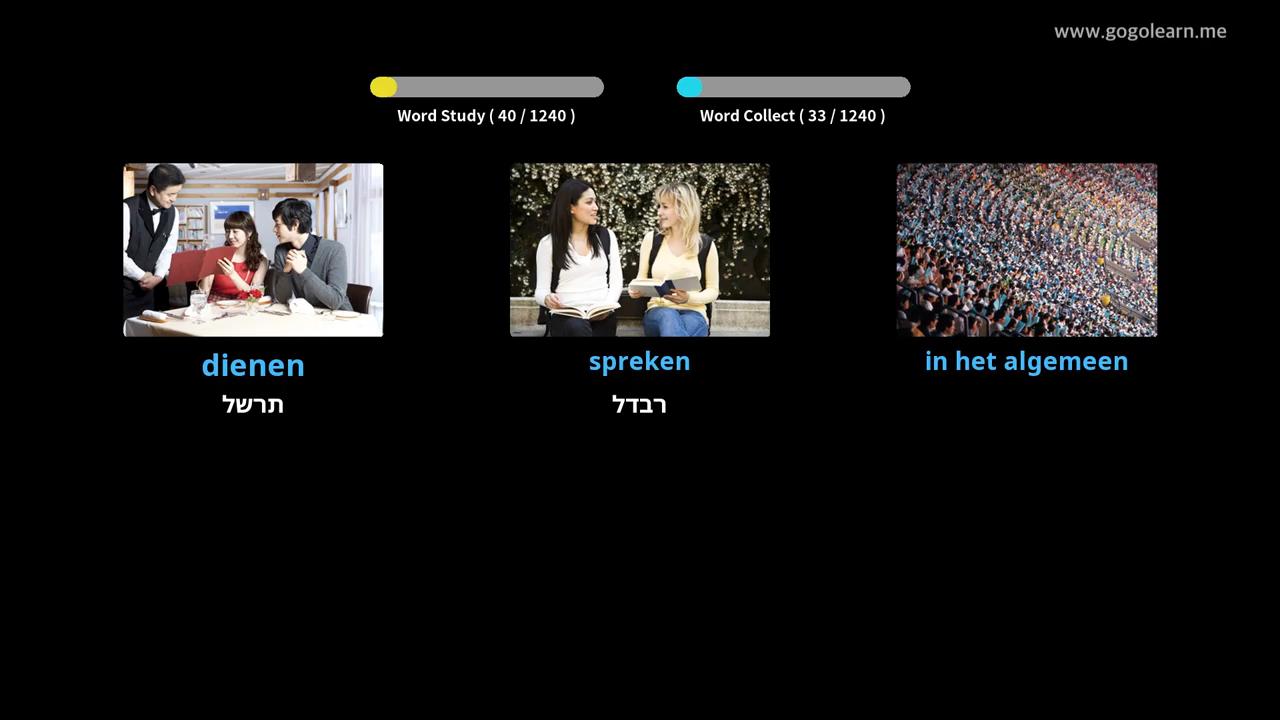 www.gogolearn.me
Word Study ( 40 / 1240 )
Word Collect ( 33 / 1240 )
dienen
spreken
in het algemeen
תרשל
רבדל